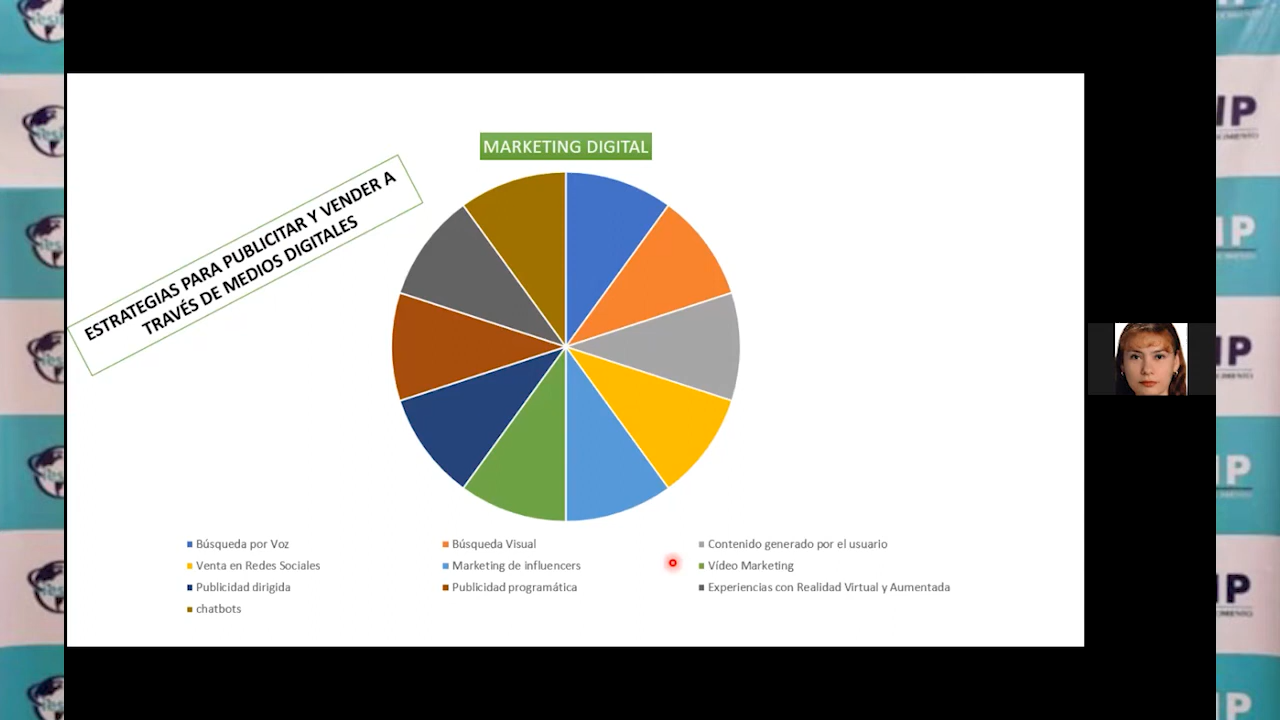 MARKETING DIGITAL
ESTRATEGIAS PARA PUBLICITAR Y VENDER A
TRAVÉS DE MEDIOS DIGITALES
Búsqueda por Voz
Búsqueda Visual
Contenido generado por el usuario
Venta en Redes Sociales
Marketing de influencers
Vídeo Marketing
Publicidad dirigida
Publicidad programática
Experiencias con Realidad Virtual y Aumentada
chatbots